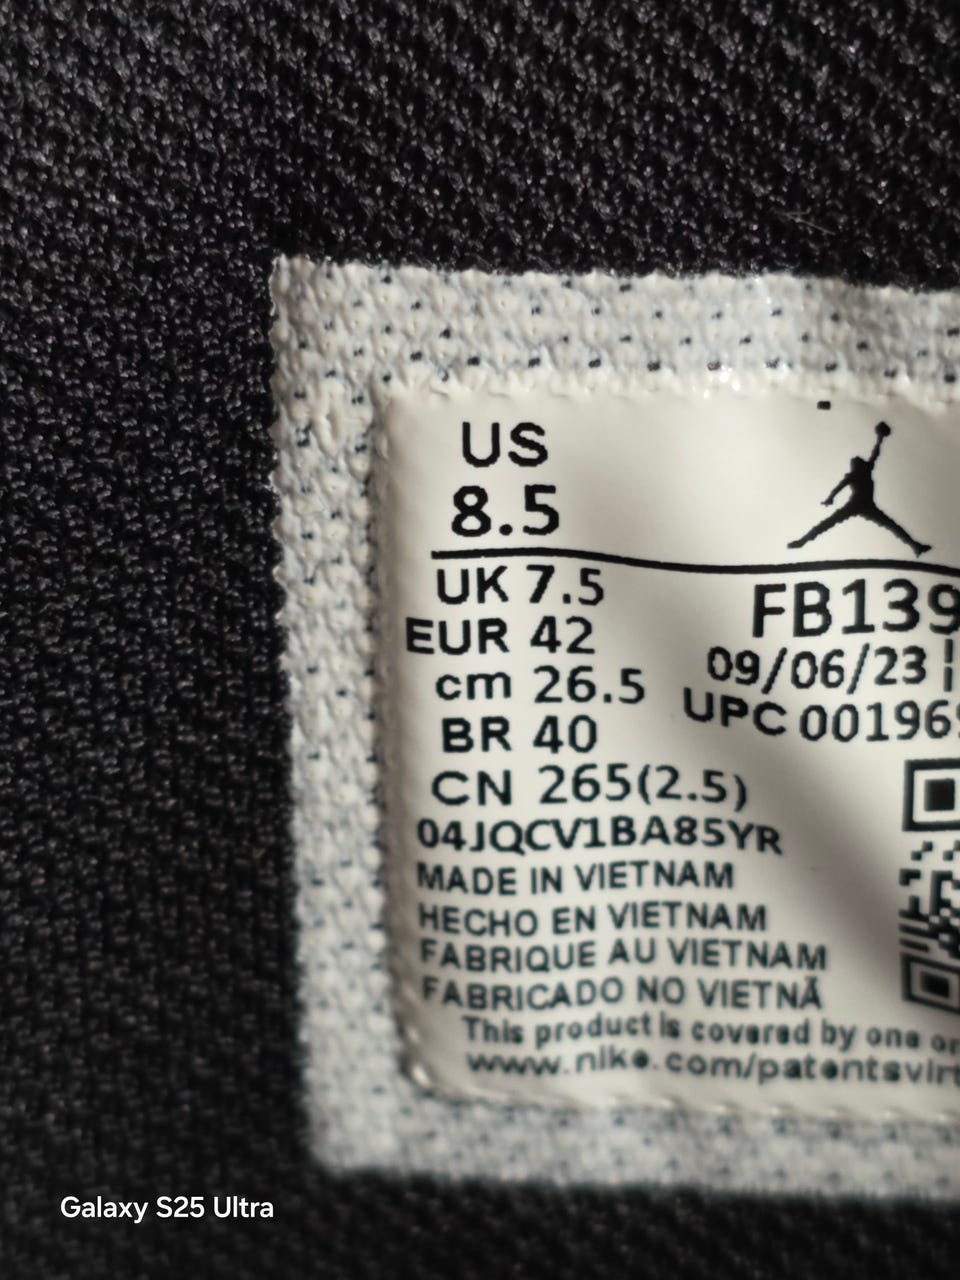 US
8.5
UK 7.5
EUR 42
cm 26.5
BR 40
CN 265(2.5)
FB139
09/06/23
UPC 001969
04JQCV1BA85YR
MADE IN VIETNAM
HECHO EN VIETNAM
FABRIQUE AU VIETNAM
FABRICADO NO VIETNÃ
This product is covered by one or
www.nike.com/patentsvirt
Galaxy S25 Ultra